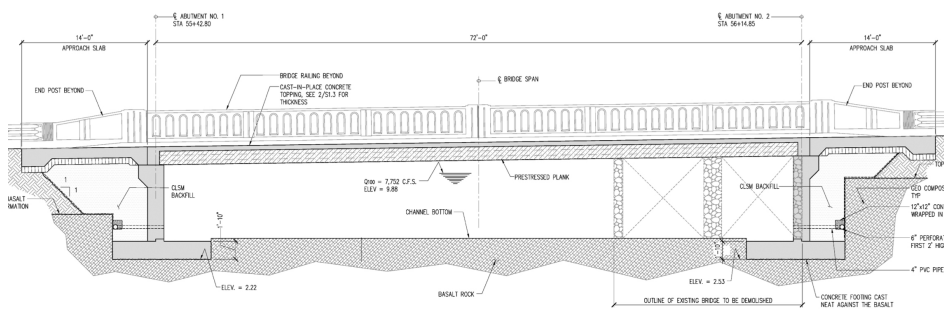 ℄ ABUTMENT NO. 1
STA 55+42.80
℄ ABUTMENT NO. 2
STA 56+14.85
14'-0"
APPROACH SLAB
72'-0"
14'-0"
APPROACH SLAB
END POST BEYOND
BRIDGE RAILING BEYOND
CAST-IN-PLACE CONCRETE
TOPPING, SEE 2/S1.3 FOR
THICKNESS
℄ BRIDGE SPAN
END POST BEYOND
Q100 = 7,752 C.F.S.
ELEV = 9.88
PRESTRESSED PLANK
1
1
CLSM
BACKFILL
BASALT
RMATION
CHANNEL BOTTOM
1'-10"
ELEV. = 2.22
BASALT ROCK
CLSM BACKFILL
TOP
GEO COMPOS
TYP
12"x12" CON
WRAPPED IN
6" PERFORAT
FIRST 2' HIG
4" PVC PIPE
ELEV. = 2.53
OUTLINE OF EXISTING BRIDGE TO BE DEMOLISHED
CONCRETE FOOTING CAST
NEAT AGAINST THE BASALT